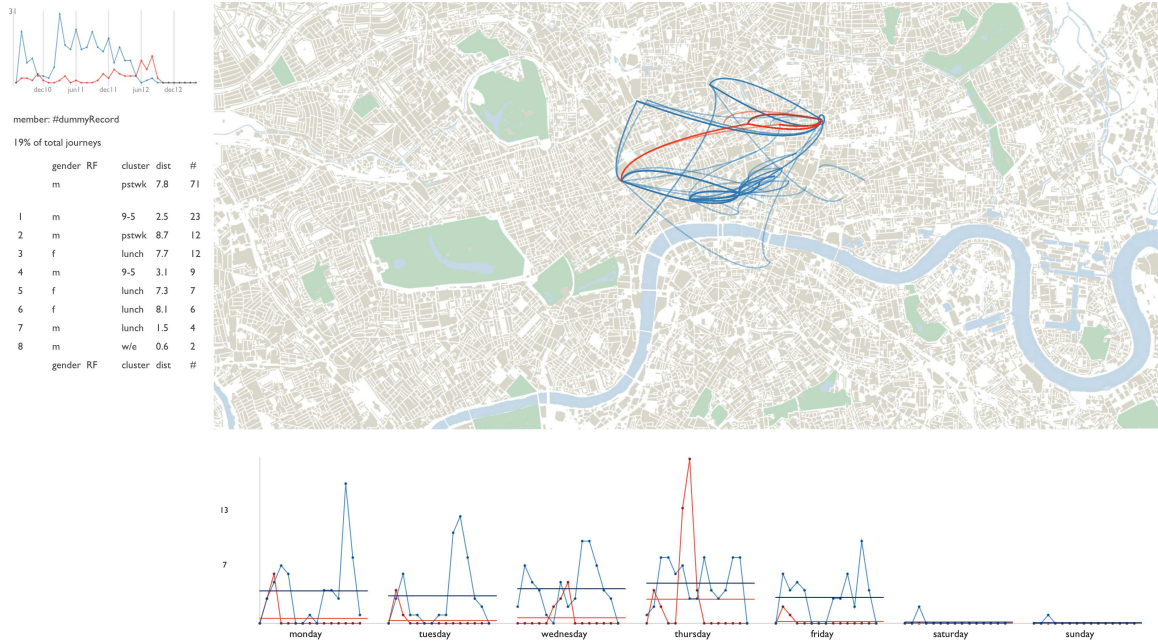 31
dec10 jun11 dec11 jun12 dec12
member: #dummyRecord
19% of total journeys
gender RF cluster dist #
m pstwk 7.8 71
1 m 9-5 2.5 23
2 m pstwk 8.7 12
3 f lunch 7.7 12
4 m 9-5 3.1 9
5 f lunch 7.3 7
6 f lunch 8.1 6
7 m lunch 1.5 4
8 m w/e 0.6 2
gender RF cluster dist #
13
7
monday tuesday wednesday thursday friday saturday sunday